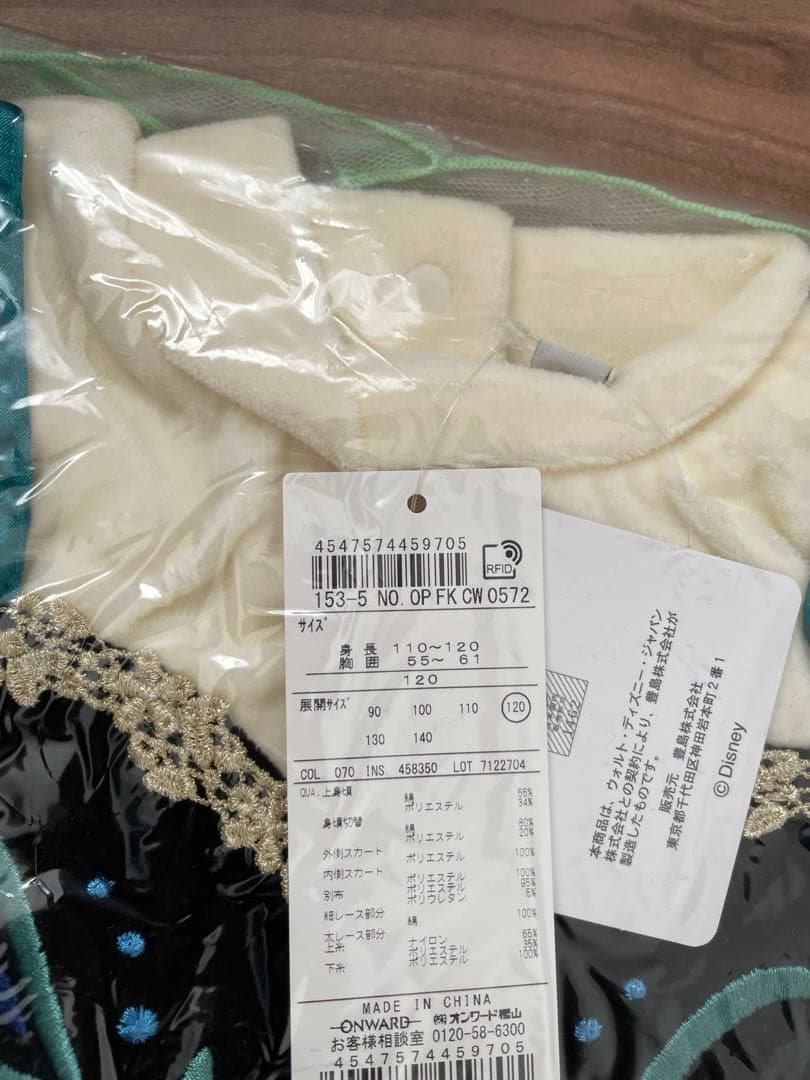 4547574459705
RFID
153-5 NO. OPFKCW0572
サイズ
身長 110〜120
胸囲 55〜 61
120
展開サイズ 90 100 110 120
130 140
COL. 070 INS. 458350 LOT 7122704
QUA. 上身頃 綿 66%
ポリエステル 34%
身頃切替 綿 80%
ポリエステル 20%
外側スカート ポリエステル 100%
内側スカート ポリエステル 100%
別布 ポリエステル 95%
ポリウレタン 5%
細レース部分 綿 100%
太レース部分
上糸 ナイロン 65%
ポリエステル 35%
下糸 ポリエステル 100%
MADE IN CHINA
ONWARD ㈱オンワード樫山
お客様相談室 0120-58-6300
4547574459705
1462
本商品は、ウォルト・ディズニー・ジャパン
株式会社との契約により、豊島株式会社が
製造したものです。
販売元 豊島株式会社
東京都千代田区神田岩本町2番1
©Disney